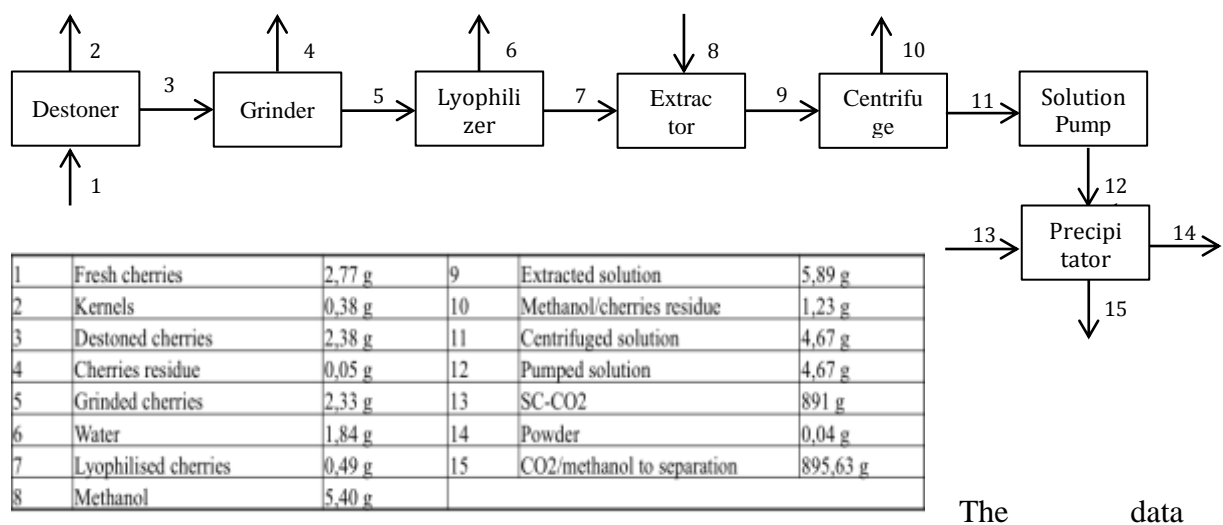 2 4 6 8 10
Destoner 3 Grinder 5 Lyophili
zer 7 Extrac
tor 9 Centrifu
ge 11 Solution
Pump
1
12
13 Precipi
tator 14
15
1 Fresh cherries 2,77 g 9 Extracted solution 5,89 g
2 Kernels 0,38 g 10 Methanol/cherries residue 1,23 g
3 Destoned cherries 2,38 g 11 Centrifuged solution 4,67 g
4 Cherries residue 0,05 g 12 Pumped solution 4,67 g
5 Grinded cherries 2,33 g 13 SC-CO2 891 g
6 Water 1,84 g 14 Powder 0,04 g
7 Lyophilised cherries 0,49 g 15 CO2/methanol to separation 895,63 g
8 Methanol 5,40 g
The data